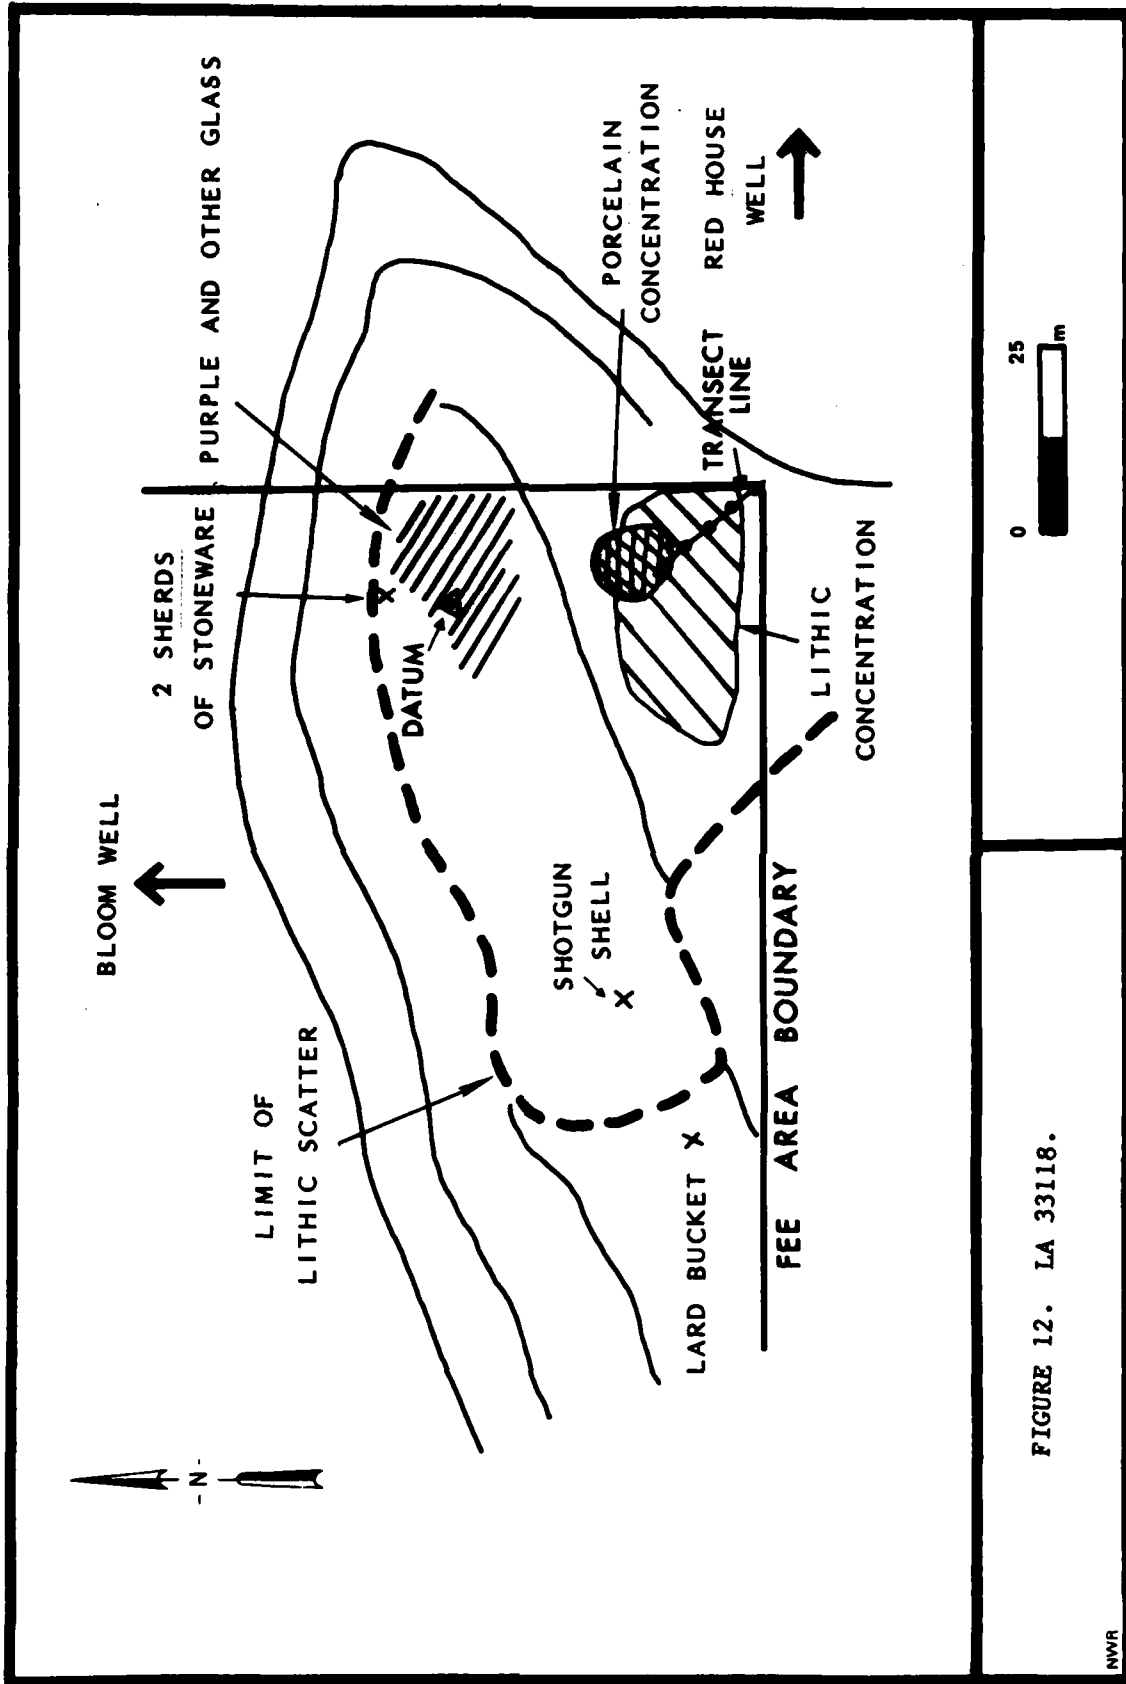 BLOOM WELL
2 SHERDS
OF STONEWARE
PURPLE AND OTHER GLASS
LIMIT OF
LITHIC SCATTER
- N -
DATUM
SHOTGUN
SHELL
PORCELAIN
CONCENTRATION
LARD BUCKET
TRANSECT
LINE
RED HOUSE
WELL
FEE AREA BOUNDARY
LITHIC
CONCENTRATION
0 25
m
FIGURE 12. LA 33118.
NWR